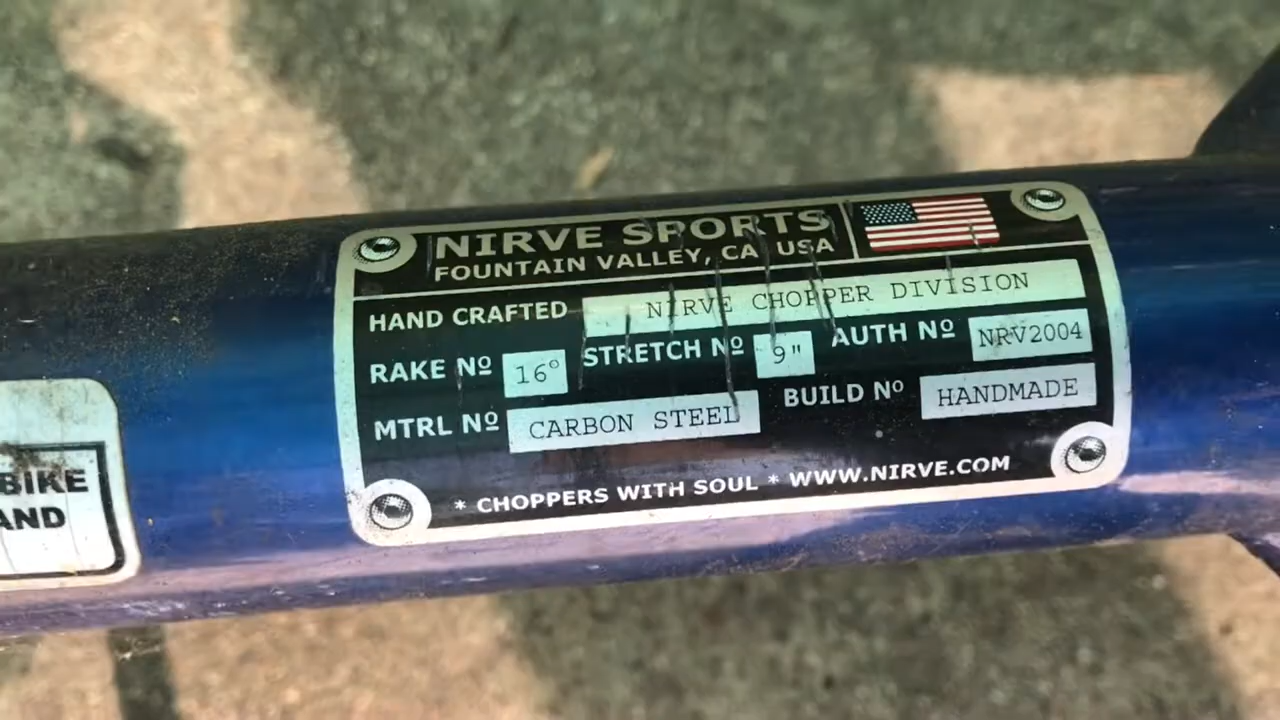 NIRVE SPORTS
FOUNTAIN VALLEY, CA USA
HAND CRAFTED NIRVE CHOPPER DIVISION
RAKE Nº 16° STRETCH Nº 9" AUTH Nº NRV2004
MTRL Nº CARBON STEEL BUILD Nº HANDMADE
* CHOPPERS WITH SOUL * WWW.NIRVE.COM
BIKE
AND